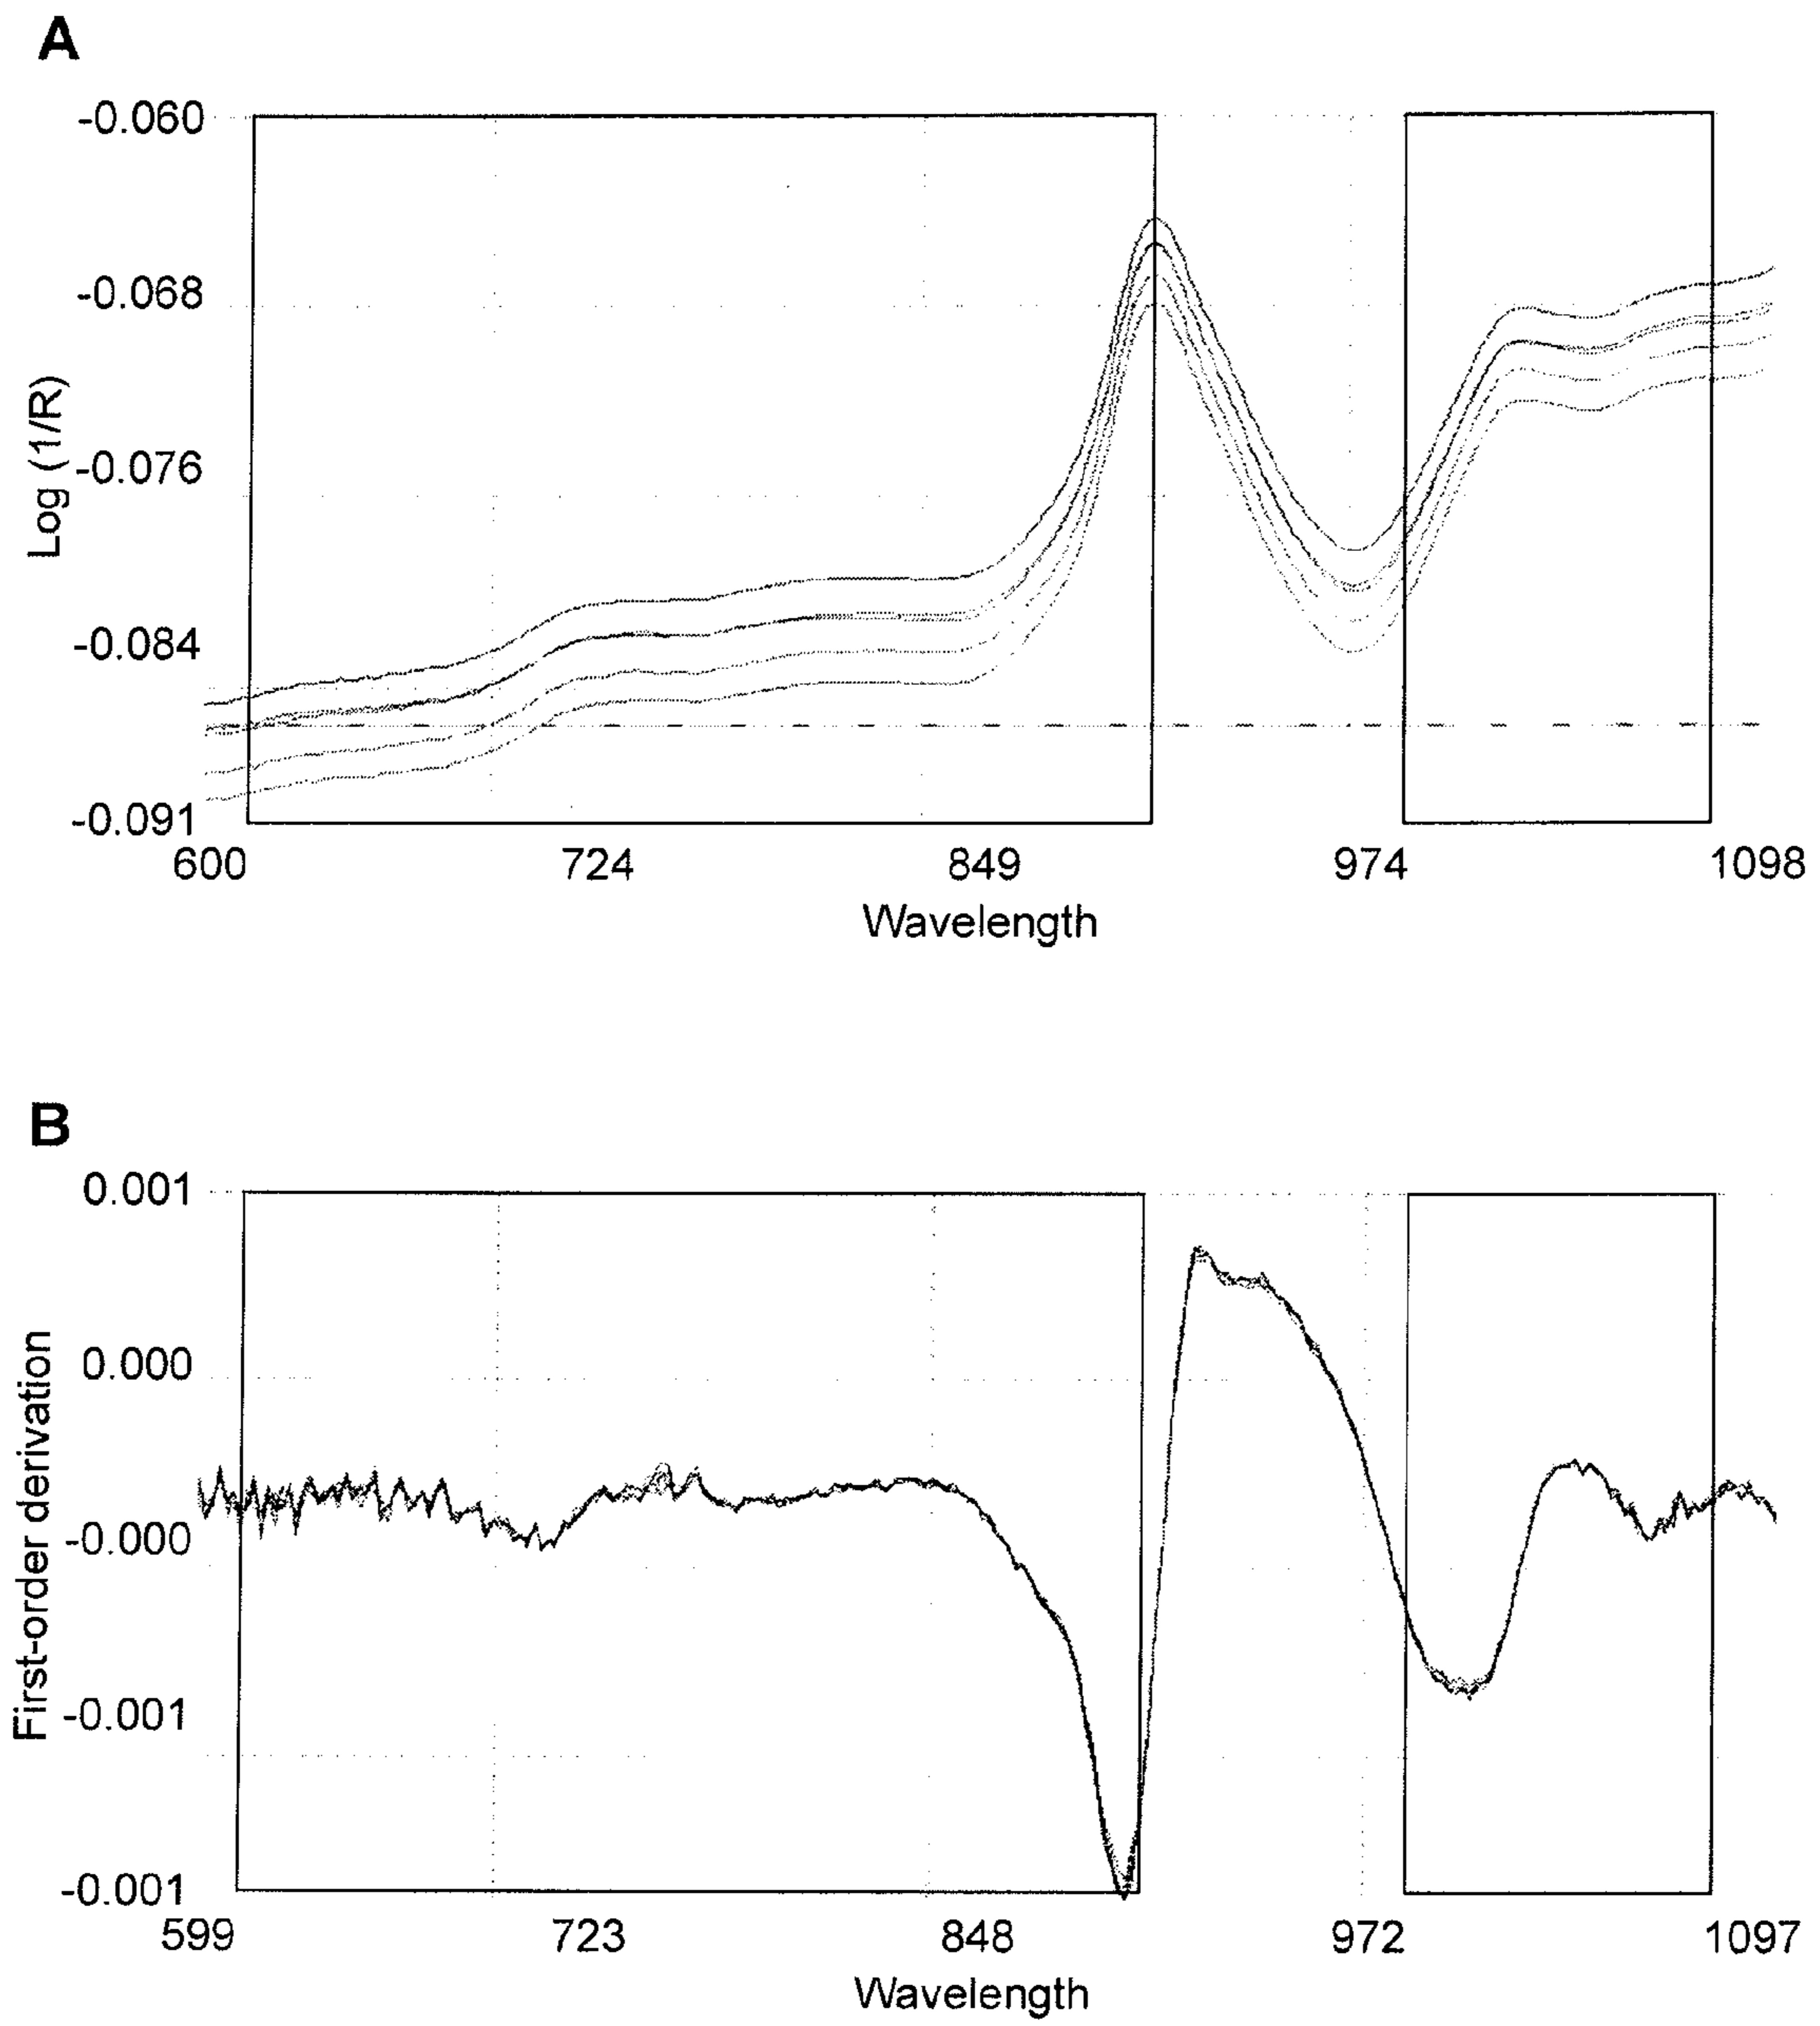 A
-0.060
-0.068
-0.076
-0.084
-0.091
Log (1/R)
600 724 849 974 1098
Wavelength
B
0.001
0.000
-0.000
-0.001
-0.001
First-order derivation
599 723 848 972 1097
Wavelength